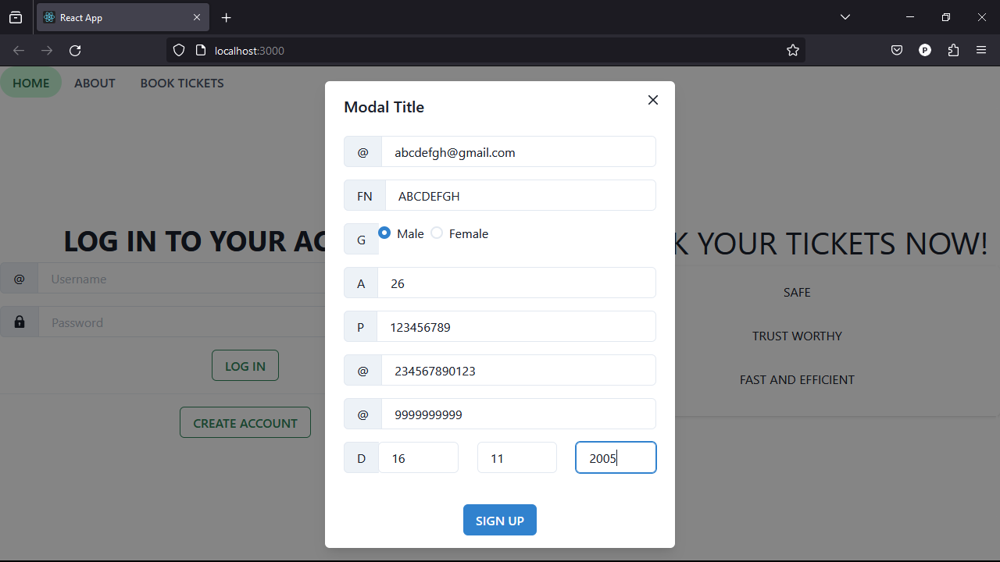 React App
localhost:3000
P
HOME ABOUT BOOK TICKETS
Modal Title
@ abcdefgh@gmail.com
FN ABCDEFGH
G Male Female
A 26
P 123456789
@ 234567890123
@ 9999999999
D 16 11 2005
SIGN UP
LOG IN TO YOUR
@ Username
Password
LOG IN
CREATE ACCOUNT
YOUR TICKETS NOW!
SAFE
TRUST WORTHY
FAST AND EFFICIENT